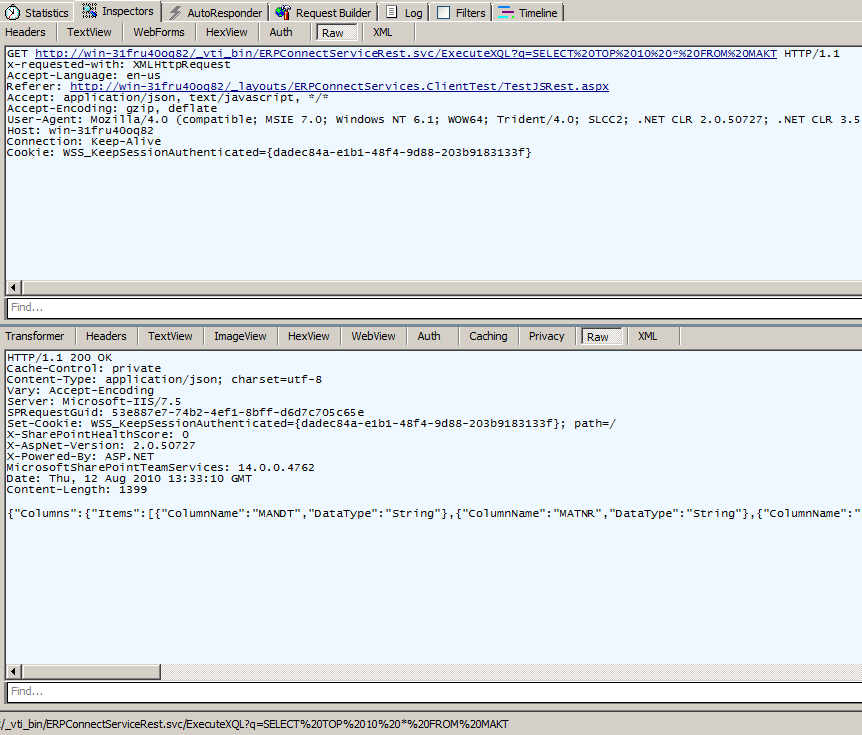 Statistics Inspectors AutoResponder Request Builder Log Filters Timeline
Headers TextView WebForms HexView Auth Raw XML
GET http://win-31fru40oq82/_vti_bin/ERPConnectServiceRest.svc/ExecuteXQL?q=SELECT%20TOP%2010%20*%20FROM%20MAKT HTTP/1.1
x-requested-with: XMLHttpRequest
Accept-Language: en-us
Referer: http://win-31fru40oq82/_layouts/ERPConnectServices.ClientTest/TestJSRest.aspx
Accept: application/json, text/javascript, */*
Accept-Encoding: gzip, deflate
User-Agent: Mozilla/4.0 (compatible; MSIE 7.0; Windows NT 6.1; WOW64; Trident/4.0; SLCC2; .NET CLR 2.0.50727; .NET CLR 3.5
Host: win-31fru40oq82
Connection: Keep-Alive
Cookie: WSS_KeepSessionAuthenticated={dadec84a-e1b1-48f4-9d88-203b9183133f}
Find...
Transformer Headers TextView ImageView HexView WebView Auth Caching Privacy Raw XML
HTTP/1.1 200 OK
Cache-Control: private
Content-Type: application/json; charset=utf-8
Vary: Accept-Encoding
Server: Microsoft-IIS/7.5
SPRequestGuid: 53e887e7-74b2-4ef1-8bff-d6d7c705c65e
Set-Cookie: WSS_KeepSessionAuthenticated={dadec84a-e1b1-48f4-9d88-203b9183133f}; path=/
X-SharePointHealthScore: 0
X-AspNet-Version: 2.0.50727
X-Powered-By: ASP.NET
MicrosoftSharePointTeamServices: 14.0.0.4762
Date: Thu, 12 Aug 2010 13:33:10 GMT
Content-Length: 1399
{"Columns":{"Items":[{"ColumnName":"MANDT","DataType":"String"},{"ColumnName":"MATNR","DataType":"String"},{"ColumnName":"
Find...
/_vti_bin/ERPConnectServiceRest.svc/ExecuteXQL?q=SELECT%20TOP%2010%20*%20FROM%20MAKT